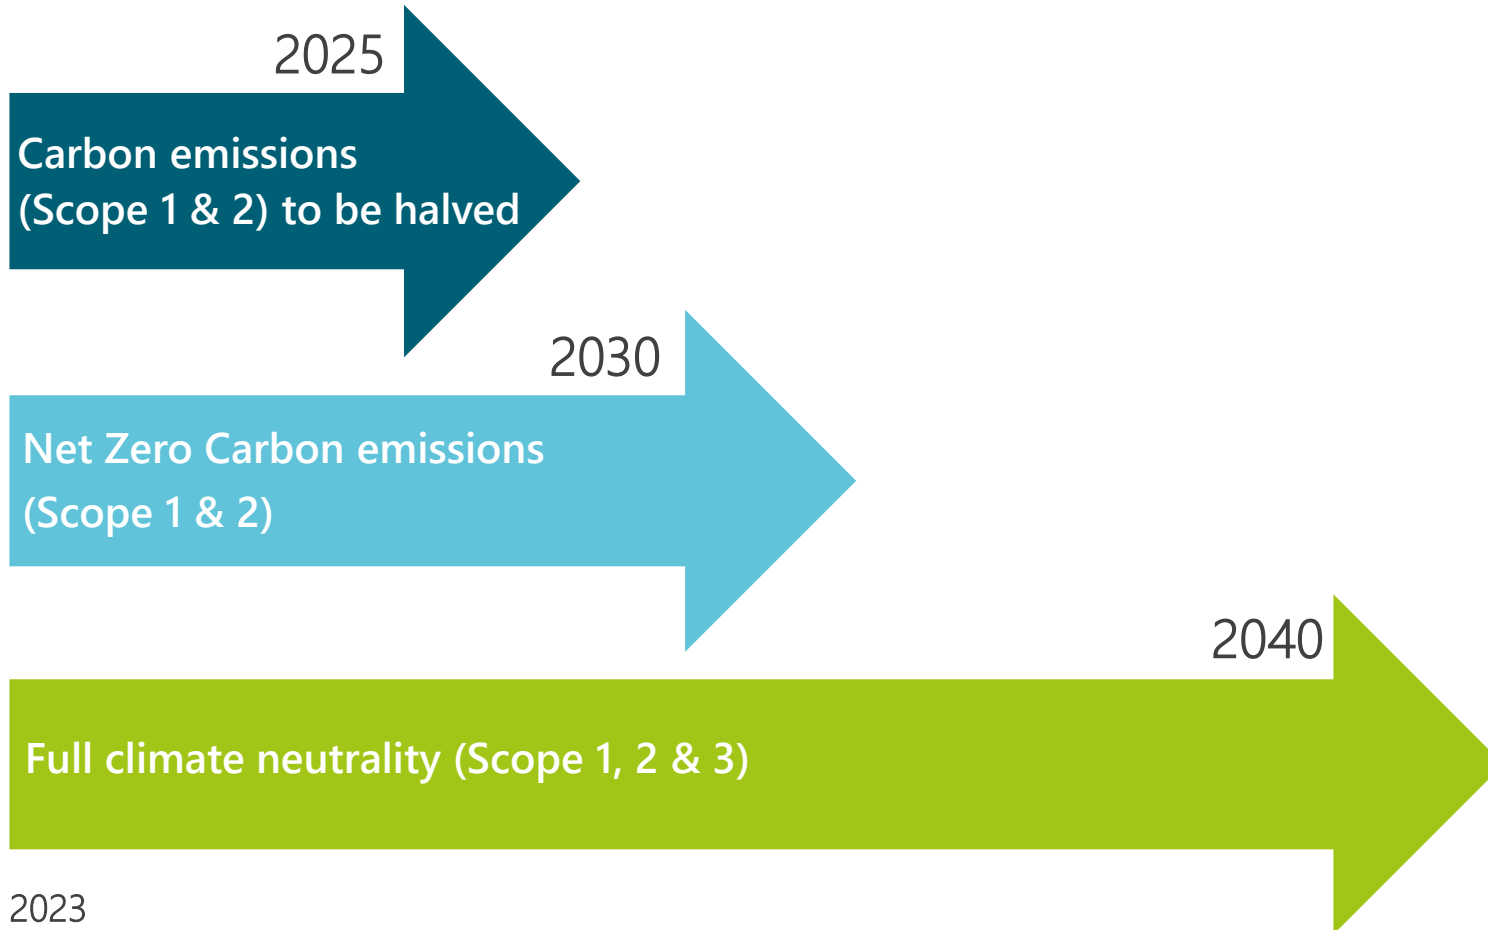 2025
Carbon emissions
(Scope 1 & 2) to be halved
2030
Net Zero Carbon emissions
(Scope 1 & 2)
2040
Full climate neutrality (Scope 1, 2 & 3)
2023